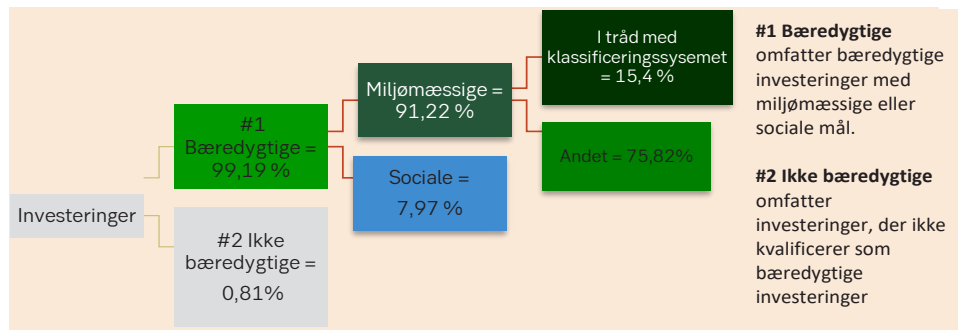 Investeringer
#1
Bæredygtige =
99,19 %
#2 Ikke
bæredygtige =
0,81%
Miljømæssige =
91,22 %
Sociale =
7,97 %
I tråd med
klassificeringssysemet
= 15,4 %
Andet = 75,82%
#1 Bæredygtige
omfatter bæredygtige
investeringer med
miljømæssige eller
sociale mål.
#2 Ikke bæredygtige
omfatter
investeringer, der ikke
kvalificerer som
bæredygtige
investeringer